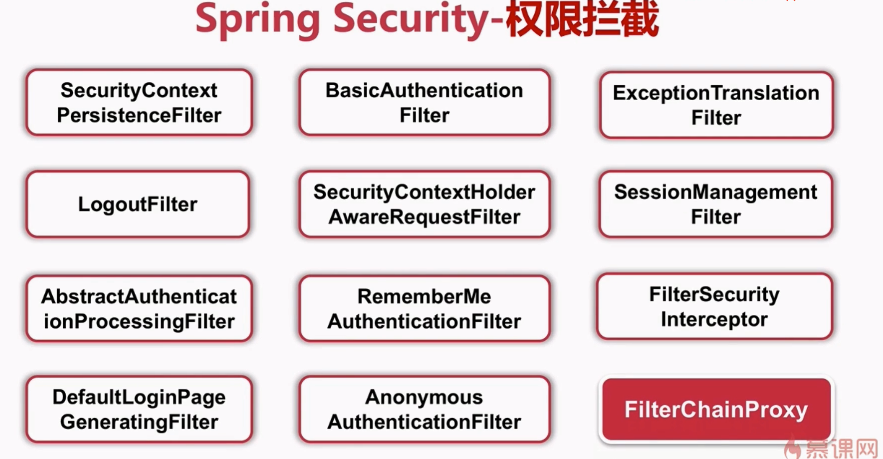 Spring Security-权限拦截
SecurityContext
PersistenceFilter
LogoutFilter
AbstractAuthenticat
ionProcessingFilter
DefaultLoginPage
GeneratingFilter
BasicAuthentication
Filter
SecurityContextHolder
AwareRequestFilter
RememberMe
AuthenticationFilter
Anonymous
AuthenticationFilter
ExceptionTranslation
Filter
SessionManagement
Filter
FilterSecurity
Interceptor
FilterChainProxy
慕课网